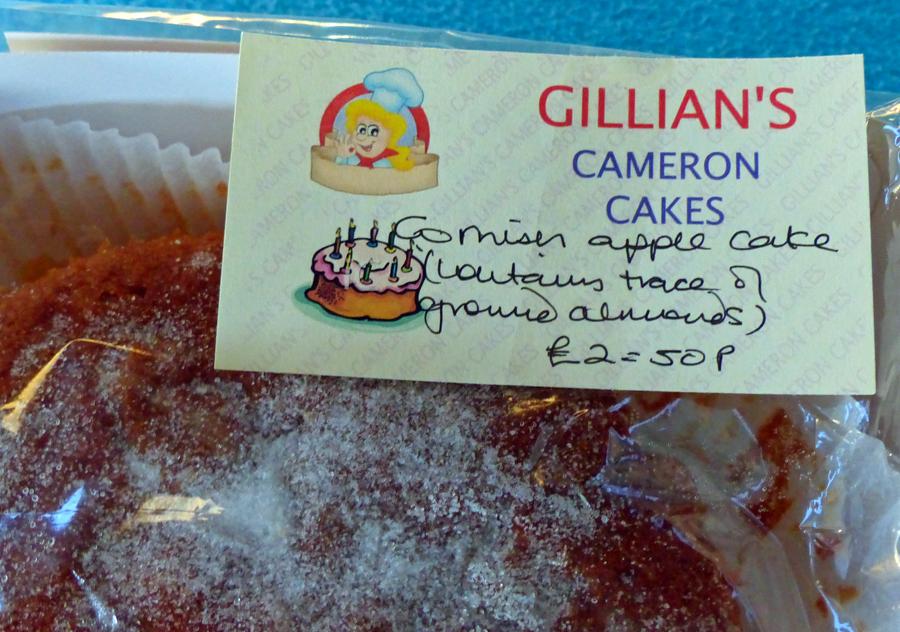 GILLIAN'S
CAMERON
CAKES
Cornish apple cake
(contains trace of
ground almonds)
£2=50P